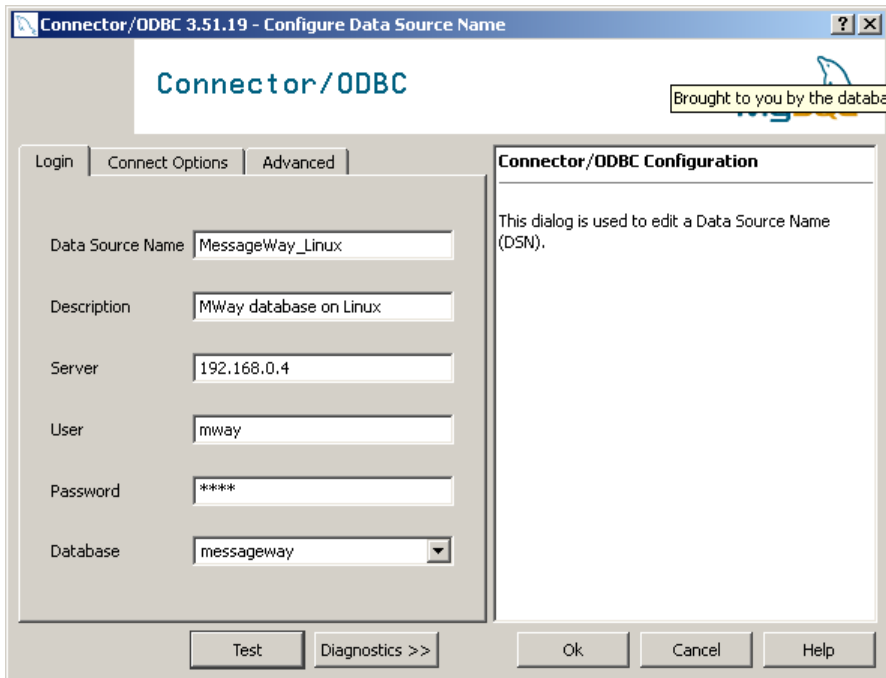 Connector/ODBC 3.51.19 - Configure Data Source Name
Connector/ODBC
Brought to you by the databa
Login Connect Options Advanced
Data Source Name MessageWay_Linux
Description MWay database on Linux
Server 192.168.0.4
User mway
Password ****
Database messageway
Connector/ODBC Configuration
This dialog is used to edit a Data Source Name
(DSN).
Test Diagnostics >> Ok Cancel Help